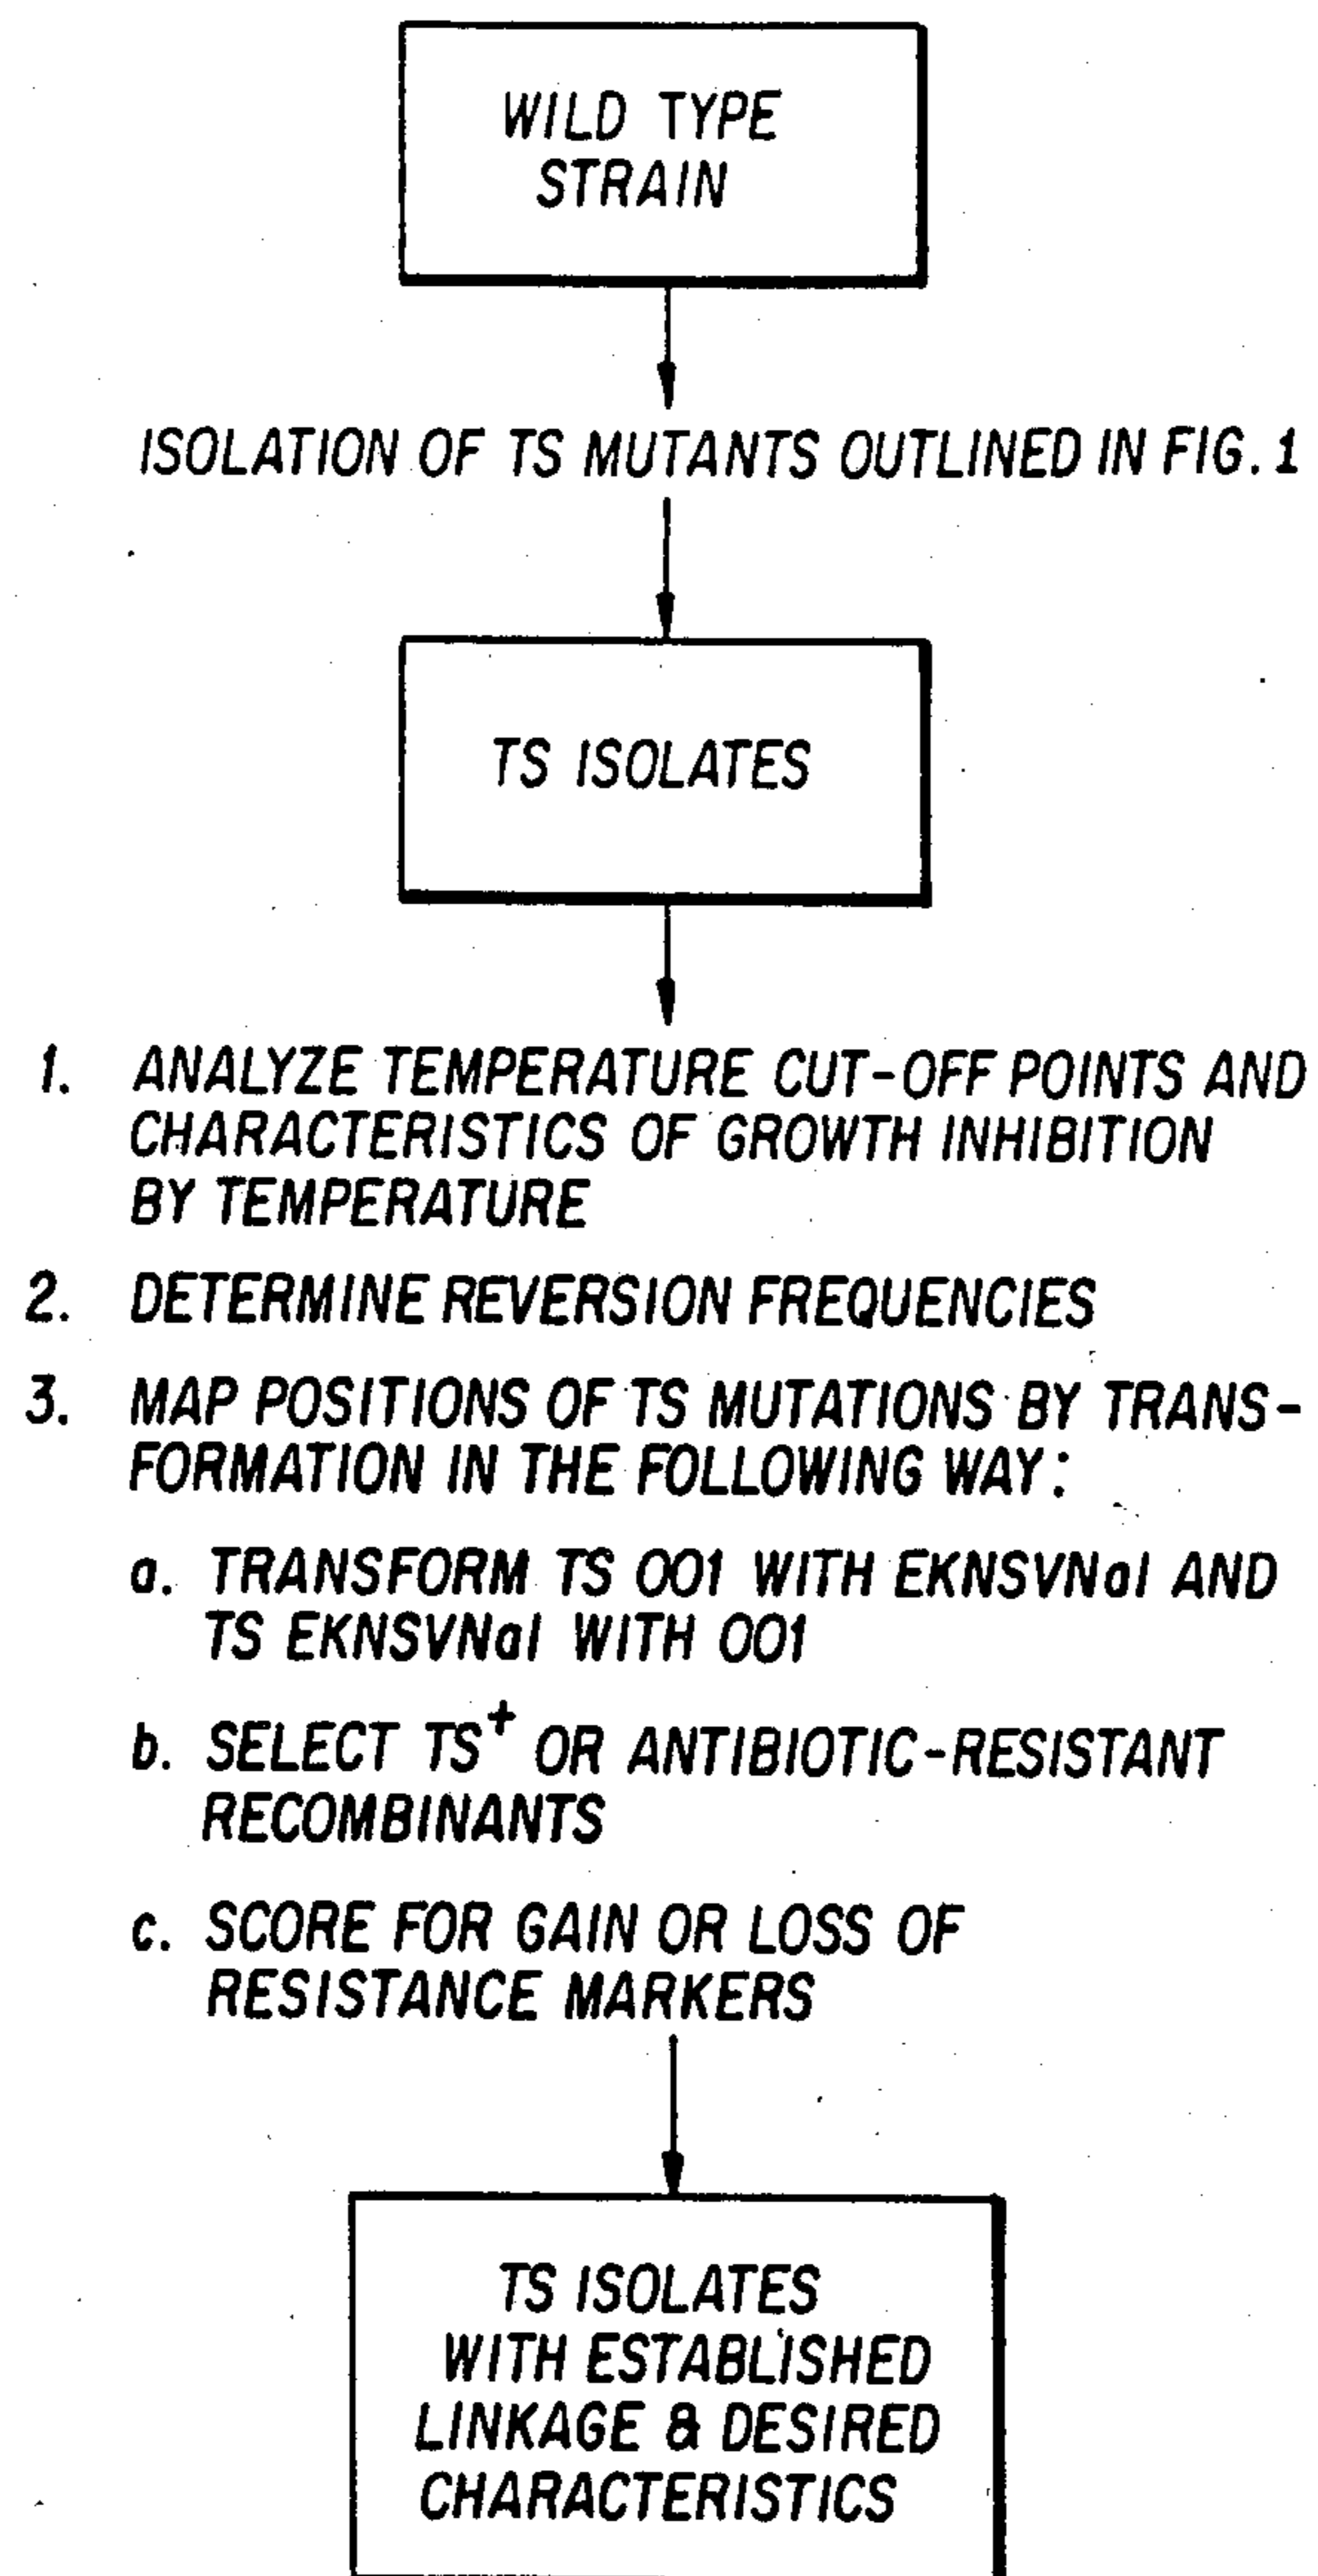 WILD TYPE
STRAIN
ISOLATION OF TS MUTANTS OUTLINED IN FIG. 1
TS ISOLATES
1. ANALYZE TEMPERATURE CUT-OFF POINTS AND
CHARACTERISTICS OF GROWTH INHIBITION
BY TEMPERATURE
2. DETERMINE REVERSION FREQUENCIES
3. MAP POSITIONS OF TS MUTATIONS BY TRANS-
FORMATION IN THE FOLLOWING WAY:
a. TRANSFORM TS 001 WITH EKNSVNal AND
TS EKNSVNal WITH 001
b. SELECT TS⁺ OR ANTIBIOTIC-RESISTANT
RECOMBINANTS
c. SCORE FOR GAIN OR LOSS OF
RESISTANCE MARKERS
TS ISOLATES
WITH ESTABLISHED
LINKAGE & DESIRED
CHARACTERISTICS